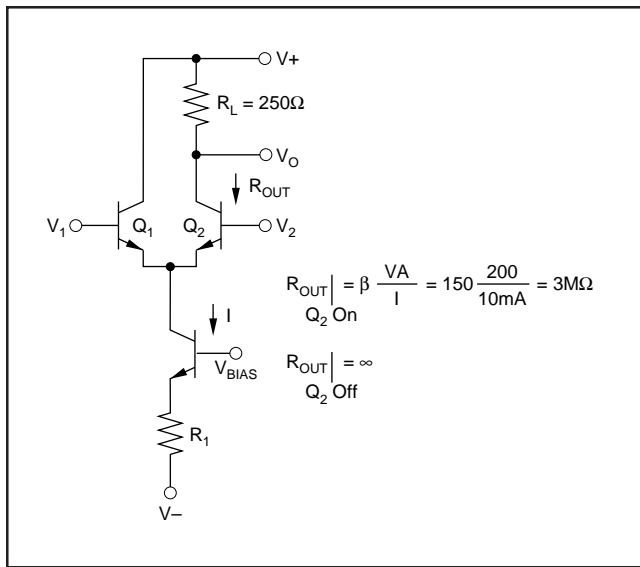 V+
R_L = 250Ω
V_O
R_OUT
V_1
Q_1
Q_2
V_2
R_OUT| = β VA/I = 150 200/10mA = 3MΩ
Q_2 On
I
V_BIAS
R_OUT| = ∞
Q_2 Off
R_1
V–